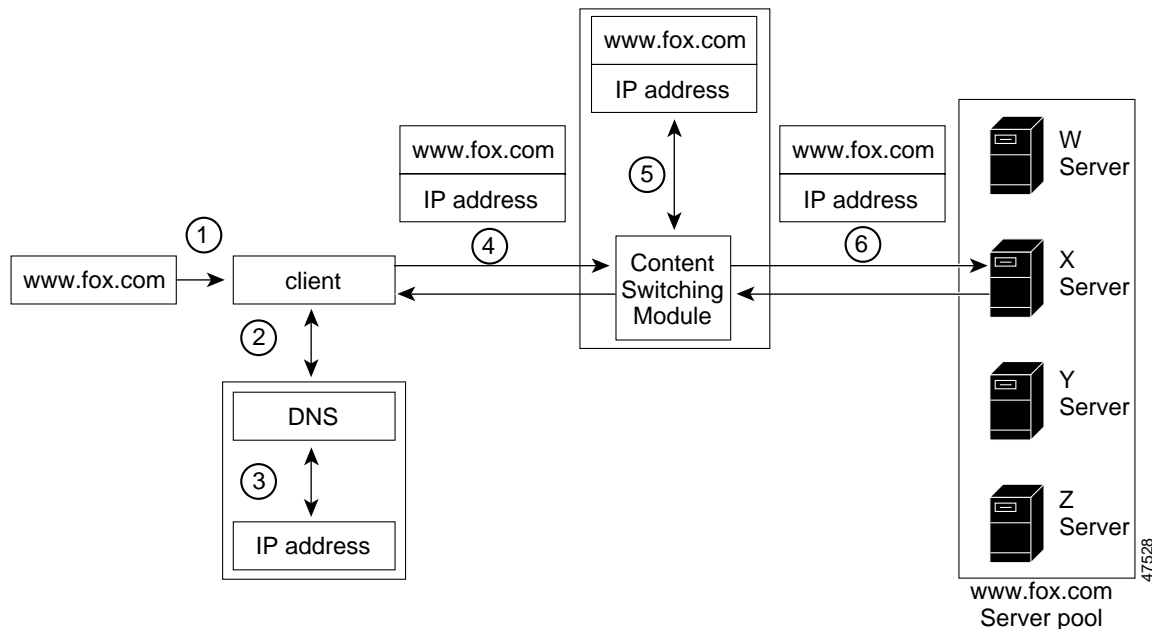 www.fox.com
IP address
www.fox.com
IP address
www.fox.com
IP address
W
Server
5
1
4
6
www.fox.com
client
Content
Switching
Module
X
Server
2
DNS
3
IP address
Y
Server
Z
Server
47528
www.fox.com
Server pool